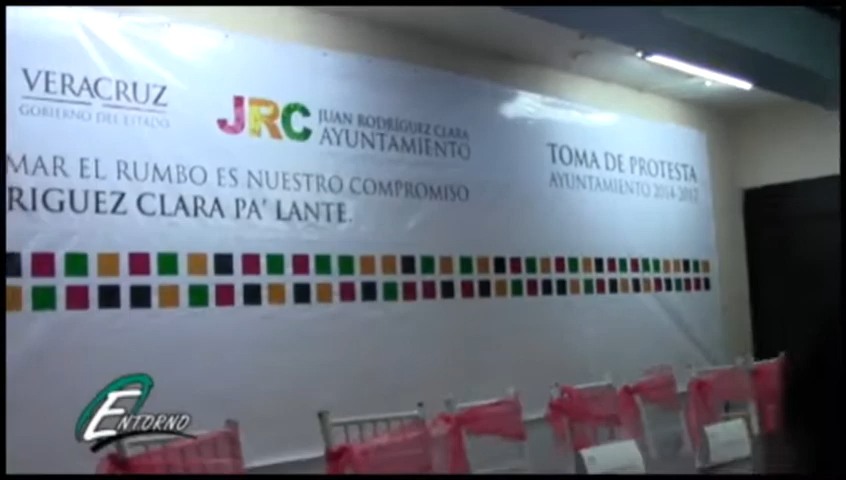 VERACRUZ
GOBIERNO DEL ESTADO
JRC JUAN RODRÍGUEZ CLARA
AYUNTAMIENTO
MAR EL RUMBO ES NUESTRO COMPROMISO
RIGUEZ CLARA PA' LANTE.
TOMA DE PROTESTA
AYUNTAMIENTO 2014-2017
ENTORNO